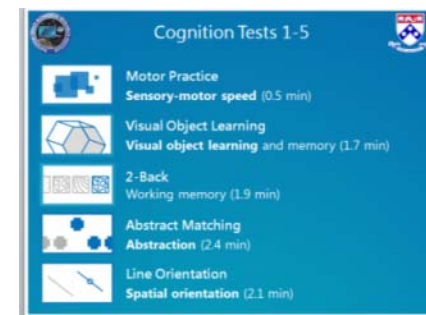 Cognition Tests 1-5
Motor Practice
Sensory-motor speed (0.5 min)
Visual Object Learning
Visual object learning and memory (1.7 min)
2-Back
Working memory (1.9 min)
Abstract Matching
Abstraction (2.4 min)
Line Orientation
Spatial orientation (2.1 min)